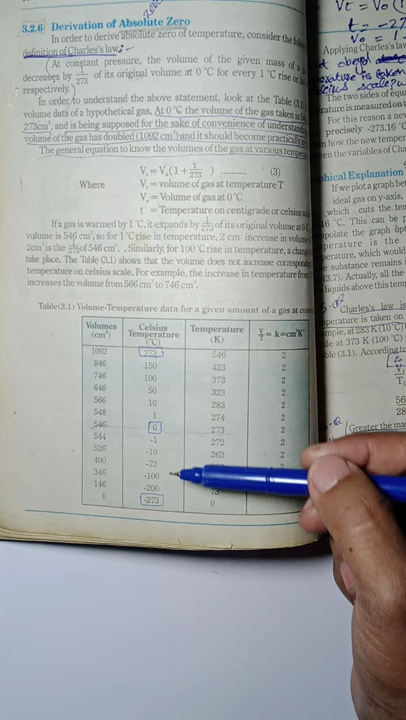 3.2.6 Derivation of Absolute Zero
In order to derive absolute zero of temperature, consider the
definition of Charles's law:-
(At constant pressure, the volume of the given mass of a
decreases by 1/273 of its original volume at 0 °C for every 1 °C rise or
respectively.)
In order to understand the above statement, look at the Table (3.1)
volume data of a hypothetical gas, At 0 °C the volume of the gas taken is
273cm³, and is being supposed for the sake of convenience of understanding
volume of the gas has doubled (1092 cm³) and it should become practically
The general equation to know the volumes of the gas at various
Vt = Vo (1 + t/273) .......... (3)
Where Vt = volume of gas at temperature T
Vo = Volume of gas at 0°C
t = Temperature on centigrade or celsius
If a gas is warmed by 1 °C, it expands by 1/273 of its original volume at 0
volume is 546 cm³, so for 1°C rise in temperature, 2 cm³ increase in volume
2cm³ is the 1/273 of 546 cm³. Similarly, for 100°C rise in temperature, a
take place. The Table (3.1) shows that the volume does not increase
temperature on celsius scale. For example, the increase in temperature from
increases the volume from 566 cm³ to 746 cm³.
Table(3.1) Volume-Temperature data for a given amount of a gas at
Volumes (cm³) Celsius Temperature (°C) Temperature (K) V/T = k=cm³K⁻¹
1092 273 546 2
846 150 423 2
746 100 373 2
646 50 323 2
566 10 283 2
548 1 274 2
546 0 273 2
544 -1 272 2
526 -10 263 2
400 -73
346 -100
146 -200 73
0 -273 0
Vt = Vo (1
t = -27
Vo = 1
Applying Charles's law
The two sides of
measured on
For this reason a
precisely -273.16 °C
how new temper
the variables of Cha
Explanation
If we plot a graph be
ideal gas on y-axis.
which cuts the
This can be
the graph
is the
which would
substance remains
(3.7). Actually, all the
liquids above this temp
Charles's law is
is taken on
at 283 K (10°C)
at 373 K (100 °C)
(3.1). According to
T₁
56
28
Greater the ma